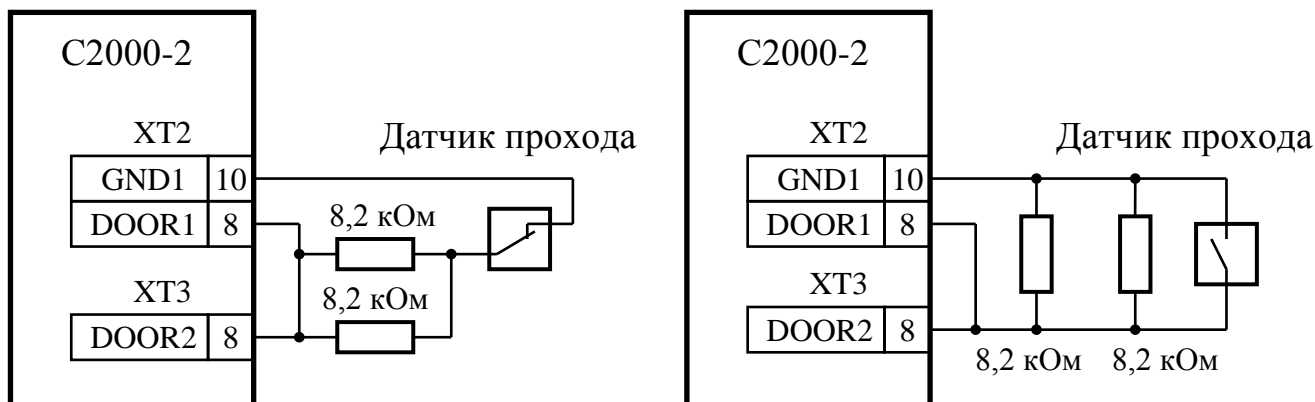 С2000-2
XT2
Датчик прохода
GND1 10
DOOR1 8
8,2 кОм
XT3
8,2 кОм
DOOR2 8
С2000-2
XT2
Датчик прохода
GND1 10
DOOR1 8
XT3
DOOR2 8
8,2 кОм 8,2 кОм